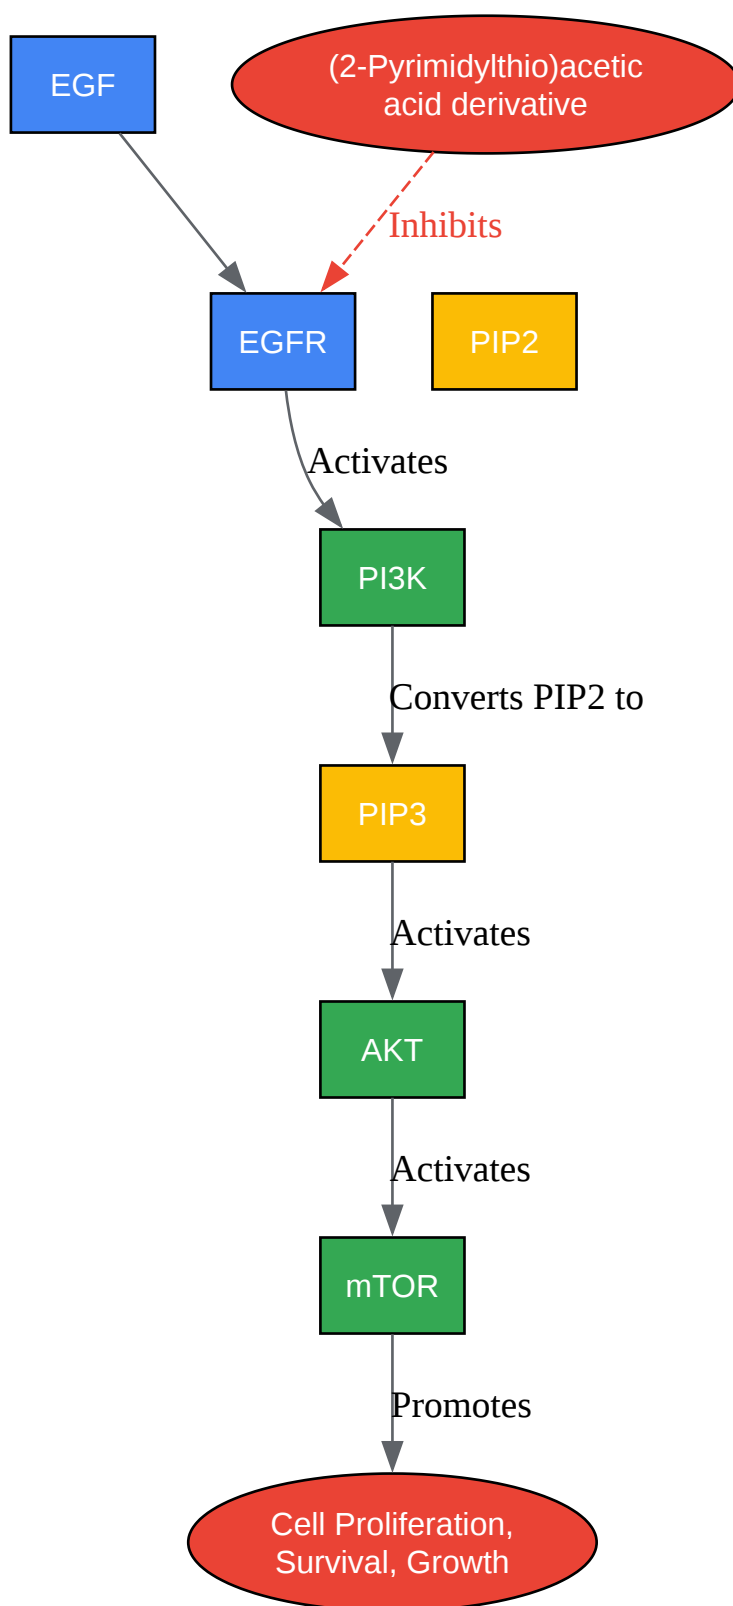 EGF
(2-Pyrimidylthio)acetic
acid derivative
Inhibits
EGFR
PIP2
Activates
PI3K
Converts PIP2 to
PIP3
Activates
AKT
Activates
mTOR
Promotes
Cell Proliferation,
Survival, Growth